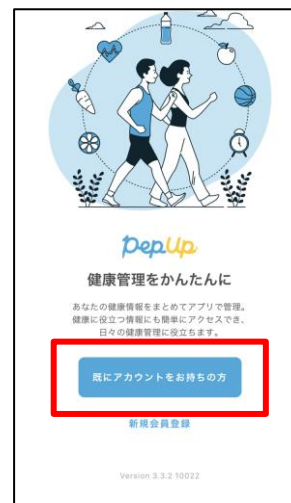 PepUp
健康管理をかんたんに
あなたの健康情報をまとめてアプリで管理。
健康に役立つ情報にも簡単にアクセスでき、
日々の健康管理に役立ちます。
既にアカウントをお持ちの方
新規会員登録
Version 3.3.2 10022